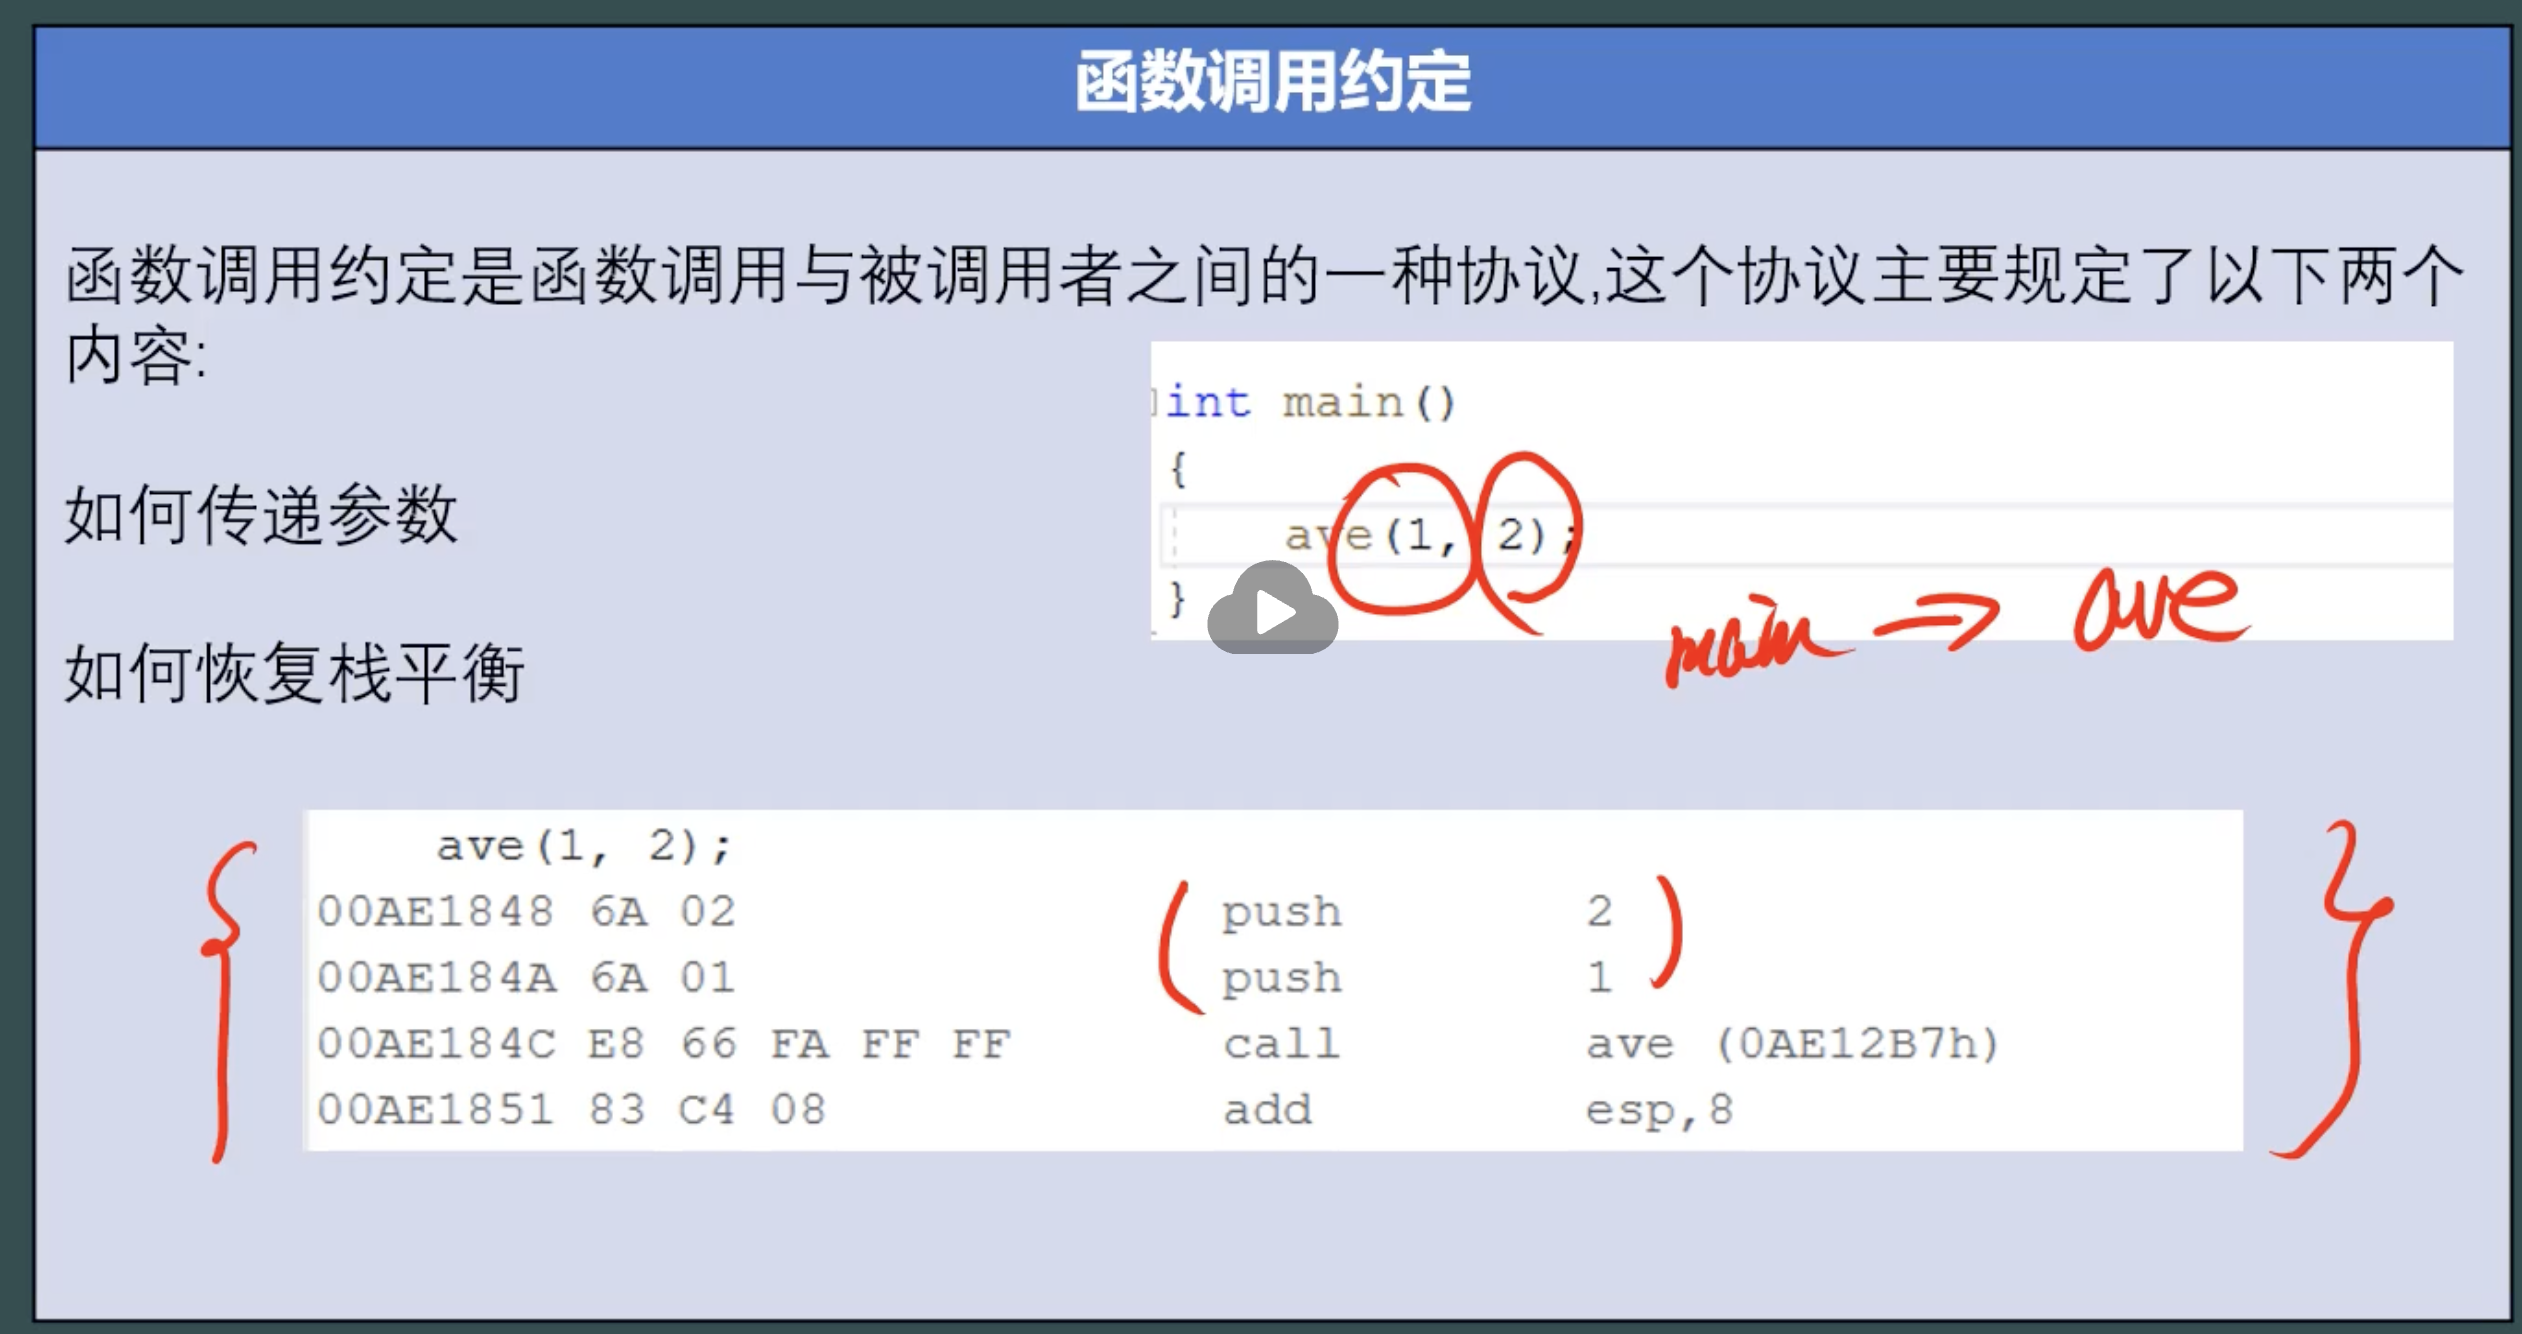 函数调用约定
函数调用约定是函数调用与被调用者之间的一种协议,这个协议主要规定了以下两个
内容:
int main()
{
ave(1, 2);
}
main => ave
如何传递参数
如何恢复栈平衡
ave(1, 2);
00AE1848 6A 02 push 2
00AE184A 6A 01 push 1
00AE184C E8 66 FA FF FF call ave (0AE12B7h)
00AE1851 83 C4 08 add esp,8